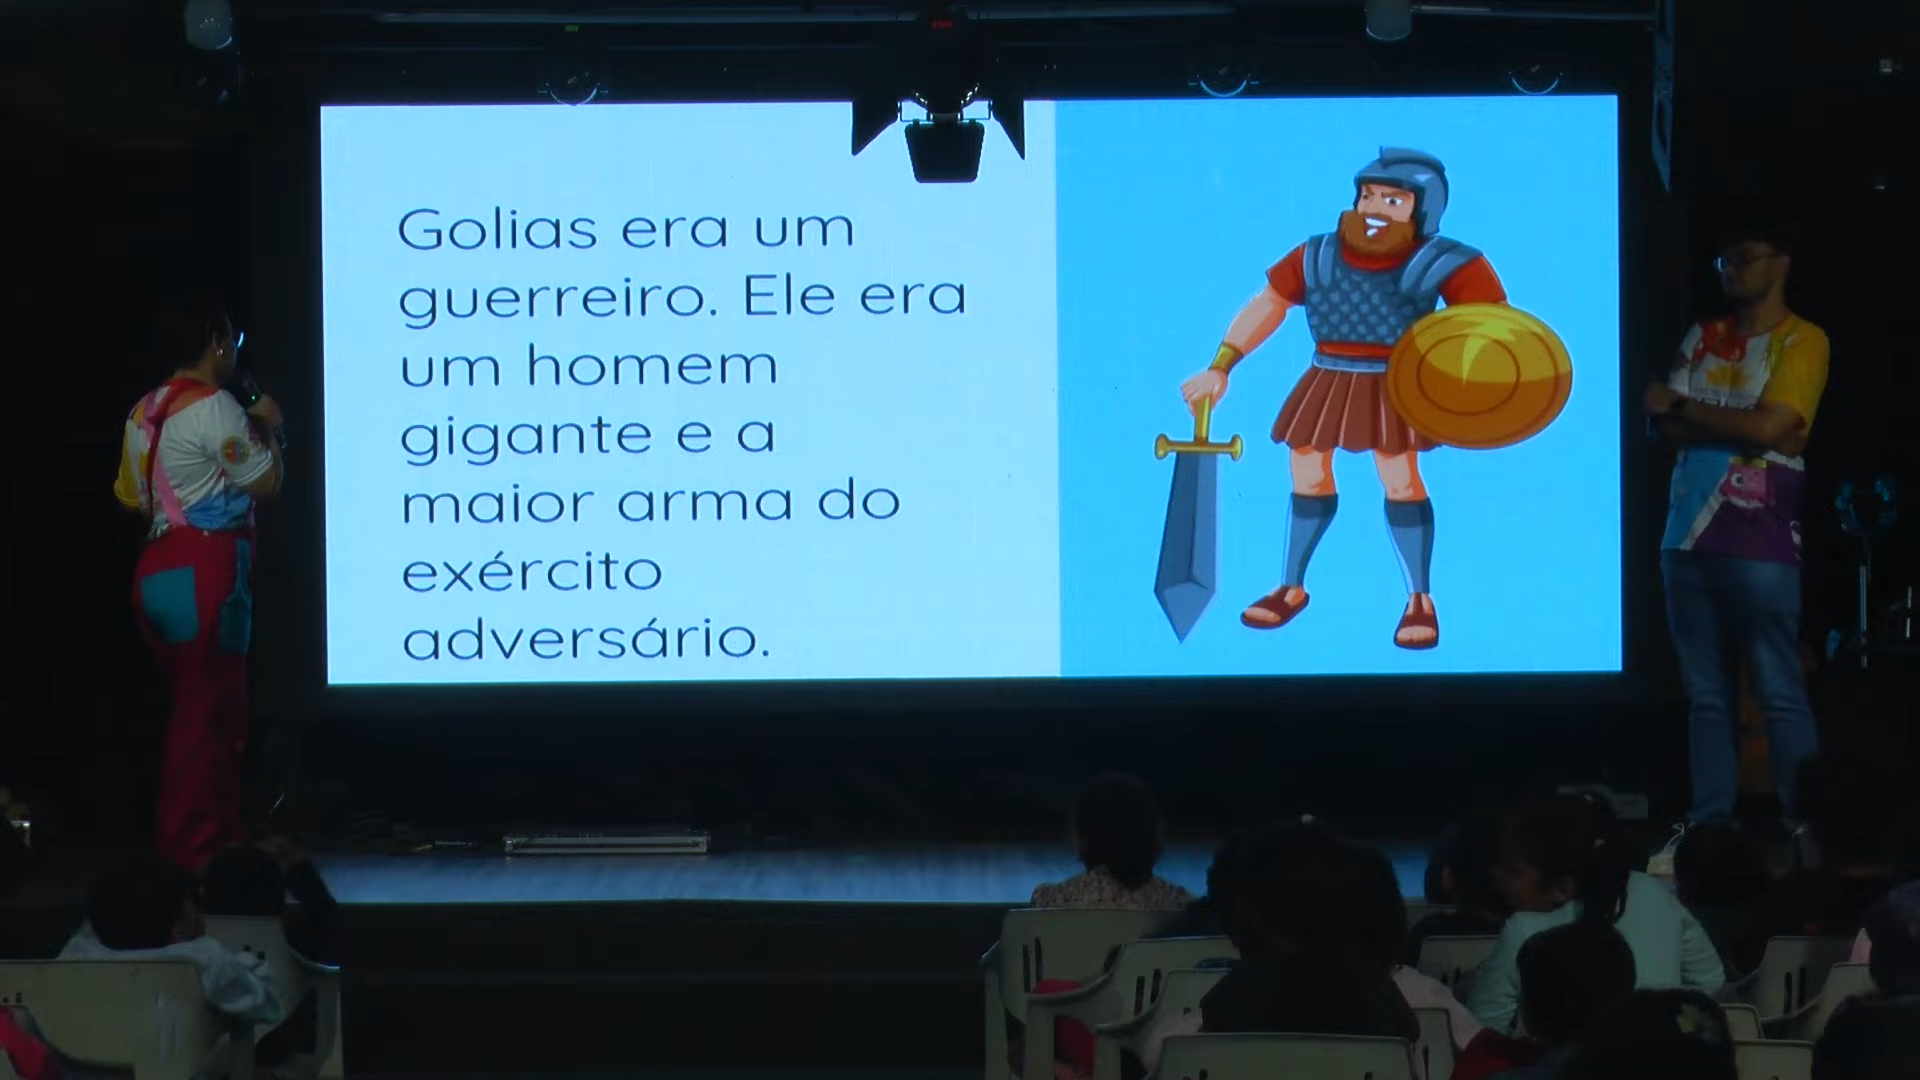 Golias era um
guerreiro. Ele era
um homem
gigante e a
maior arma do
exército
adversário.